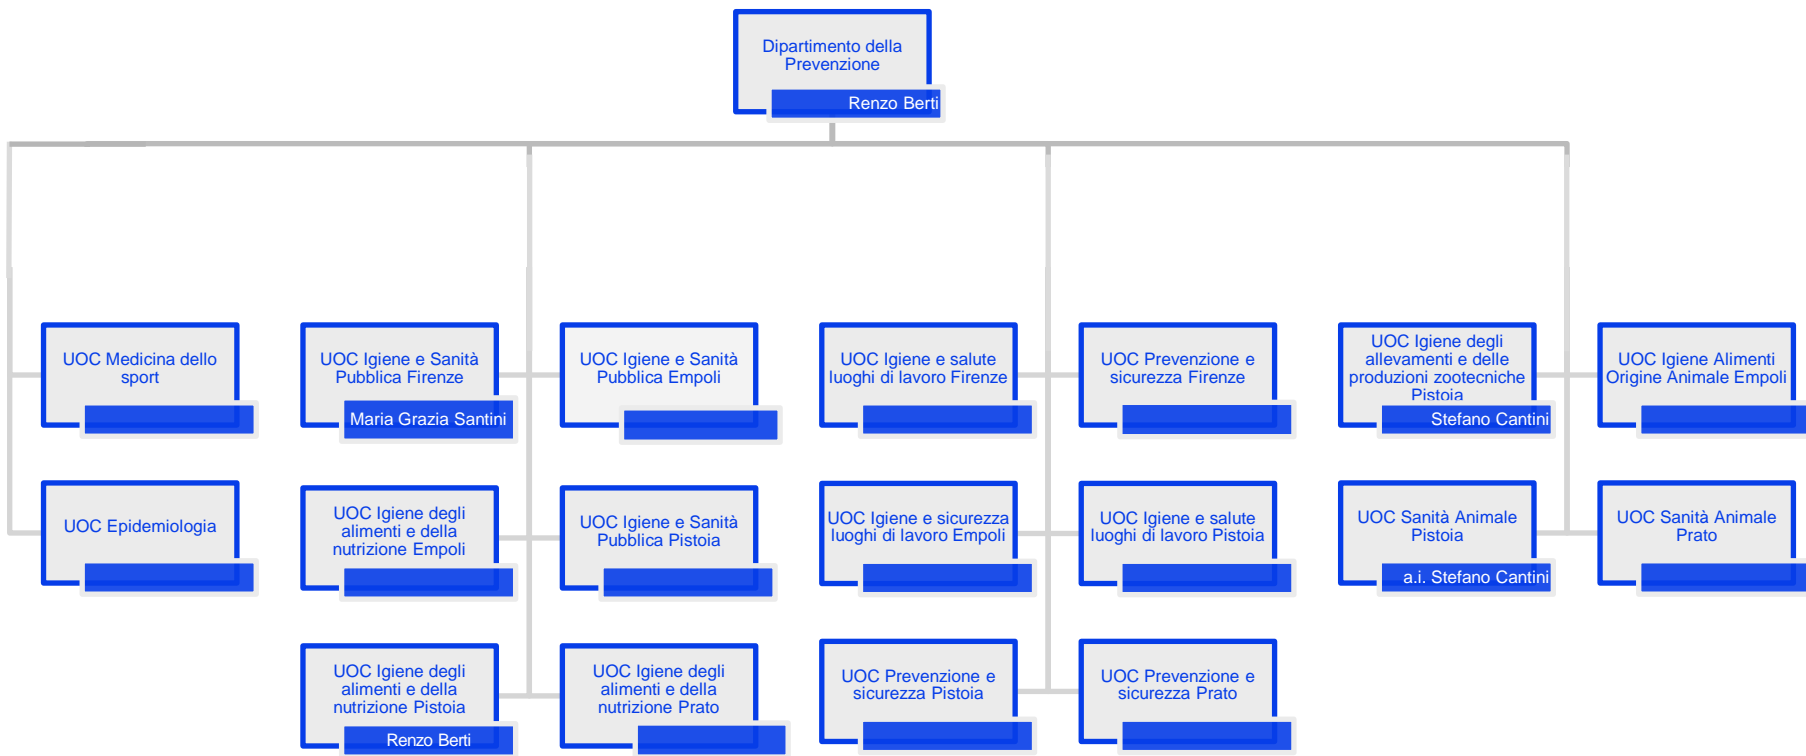 Dipartimento della
Prevenzione
Renzo Berti
UOC Medicina dello
sport
UOC Igiene e Sanità
Pubblica Firenze
Maria Grazia Santini
UOC Igiene e Sanità
Pubblica Empoli
UOC Igiene e salute
luoghi di lavoro Firenze
UOC Prevenzione e
sicurezza Firenze
UOC Igiene degli
allevamenti e delle
produzioni zootecniche
Pistoia
Stefano Cantini
UOC Igiene Alimenti
Origine Animale Empoli
UOC Epidemiologia
UOC Igiene degli
alimenti e della
nutrizione Empoli
UOC Igiene e Sanità
Pubblica Pistoia
UOC Igiene e sicurezza
luoghi di lavoro Empoli
UOC Igiene e salute
luoghi di lavoro Pistoia
UOC Sanità Animale
Pistoia
a.i. Stefano Cantini
UOC Sanità Animale
Prato
UOC Igiene degli
alimenti e della
nutrizione Pistoia
Renzo Berti
UOC Igiene degli
alimenti e della
nutrizione Prato
UOC Prevenzione e
sicurezza Pistoia
UOC Prevenzione e
sicurezza Prato